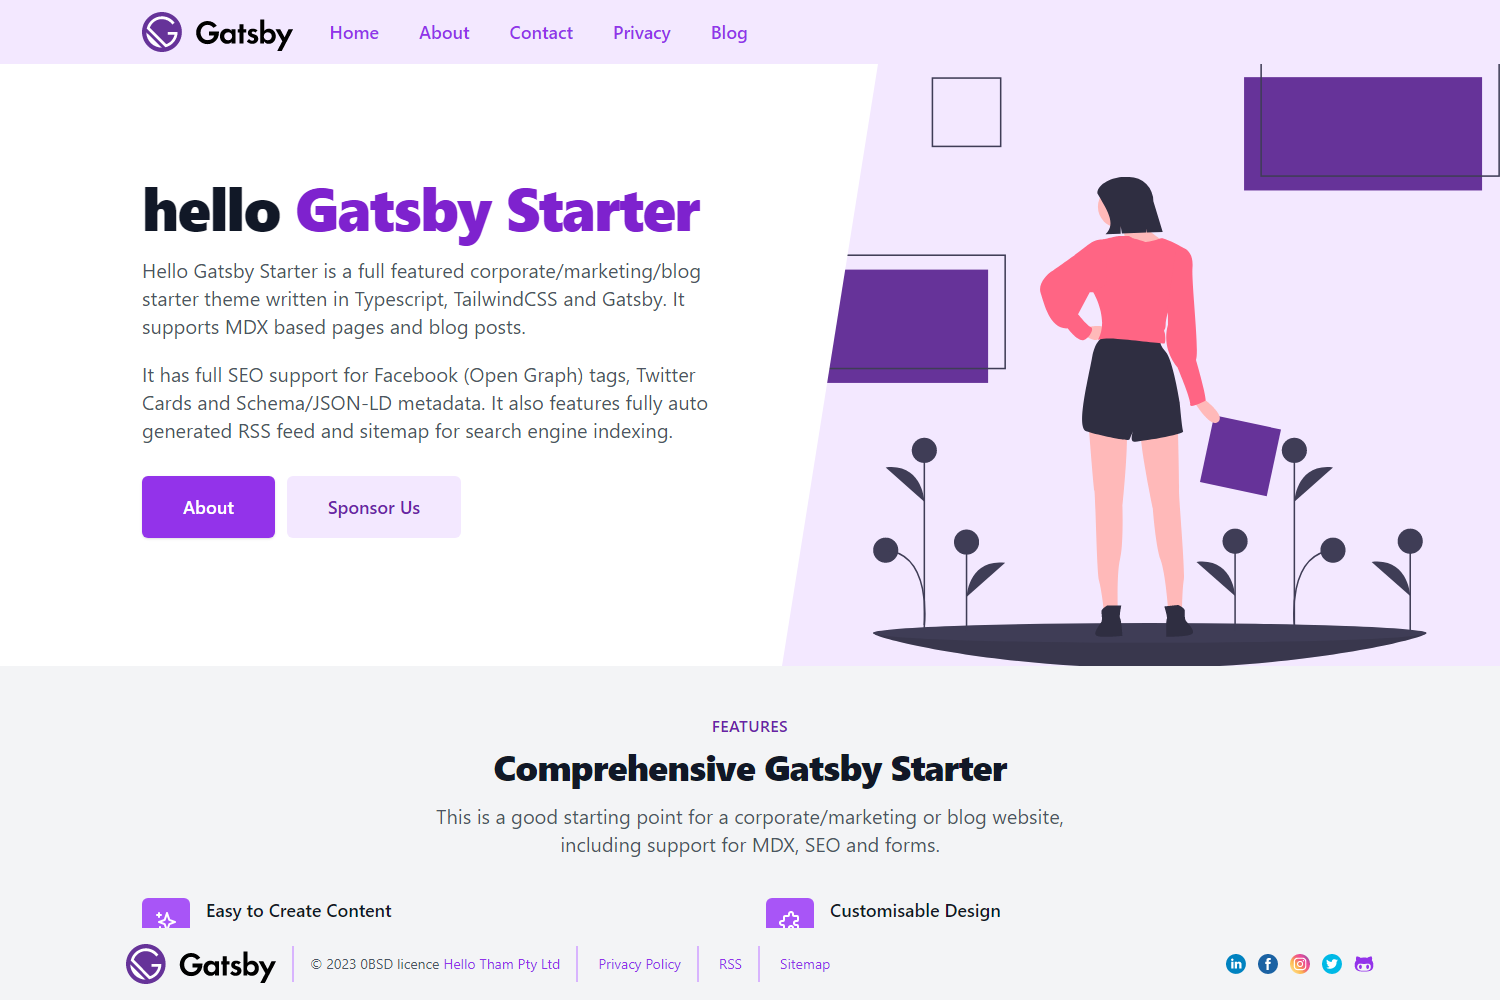 Gatsby Home About Contact Privacy Blog
hello Gatsby Starter
Hello Gatsby Starter is a full featured corporate/marketing/blog
starter theme written in Typescript, TailwindCSS and Gatsby. It
supports MDX based pages and blog posts.
It has full SEO support for Facebook (Open Graph) tags, Twitter
Cards and Schema/JSON-LD metadata. It also features fully auto
generated RSS feed and sitemap for search engine indexing.
About Sponsor Us
FEATURES
Comprehensive Gatsby Starter
This is a good starting point for a corporate/marketing or blog website,
including support for MDX, SEO and forms.
Easy to Create Content Customisable Design
Gatsby © 2023 0BSD licence Hello Tham Pty Ltd Privacy Policy RSS Sitemap